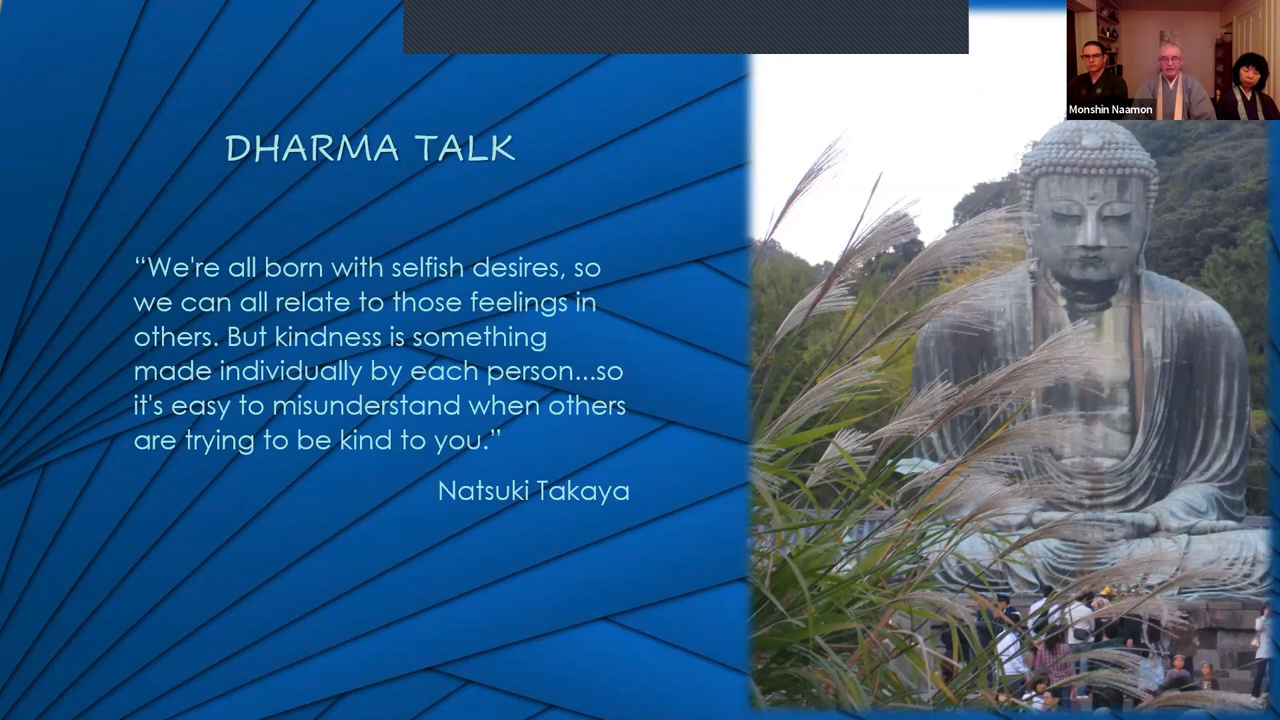 DHARMA TALK
“We're all born with selfish desires, so
we can all relate to those feelings in
others. But kindness is something
made individually by each person...so
it's easy to misunderstand when others
are trying to be kind to you.”
Natsuki Takaya
Monshin Naamon